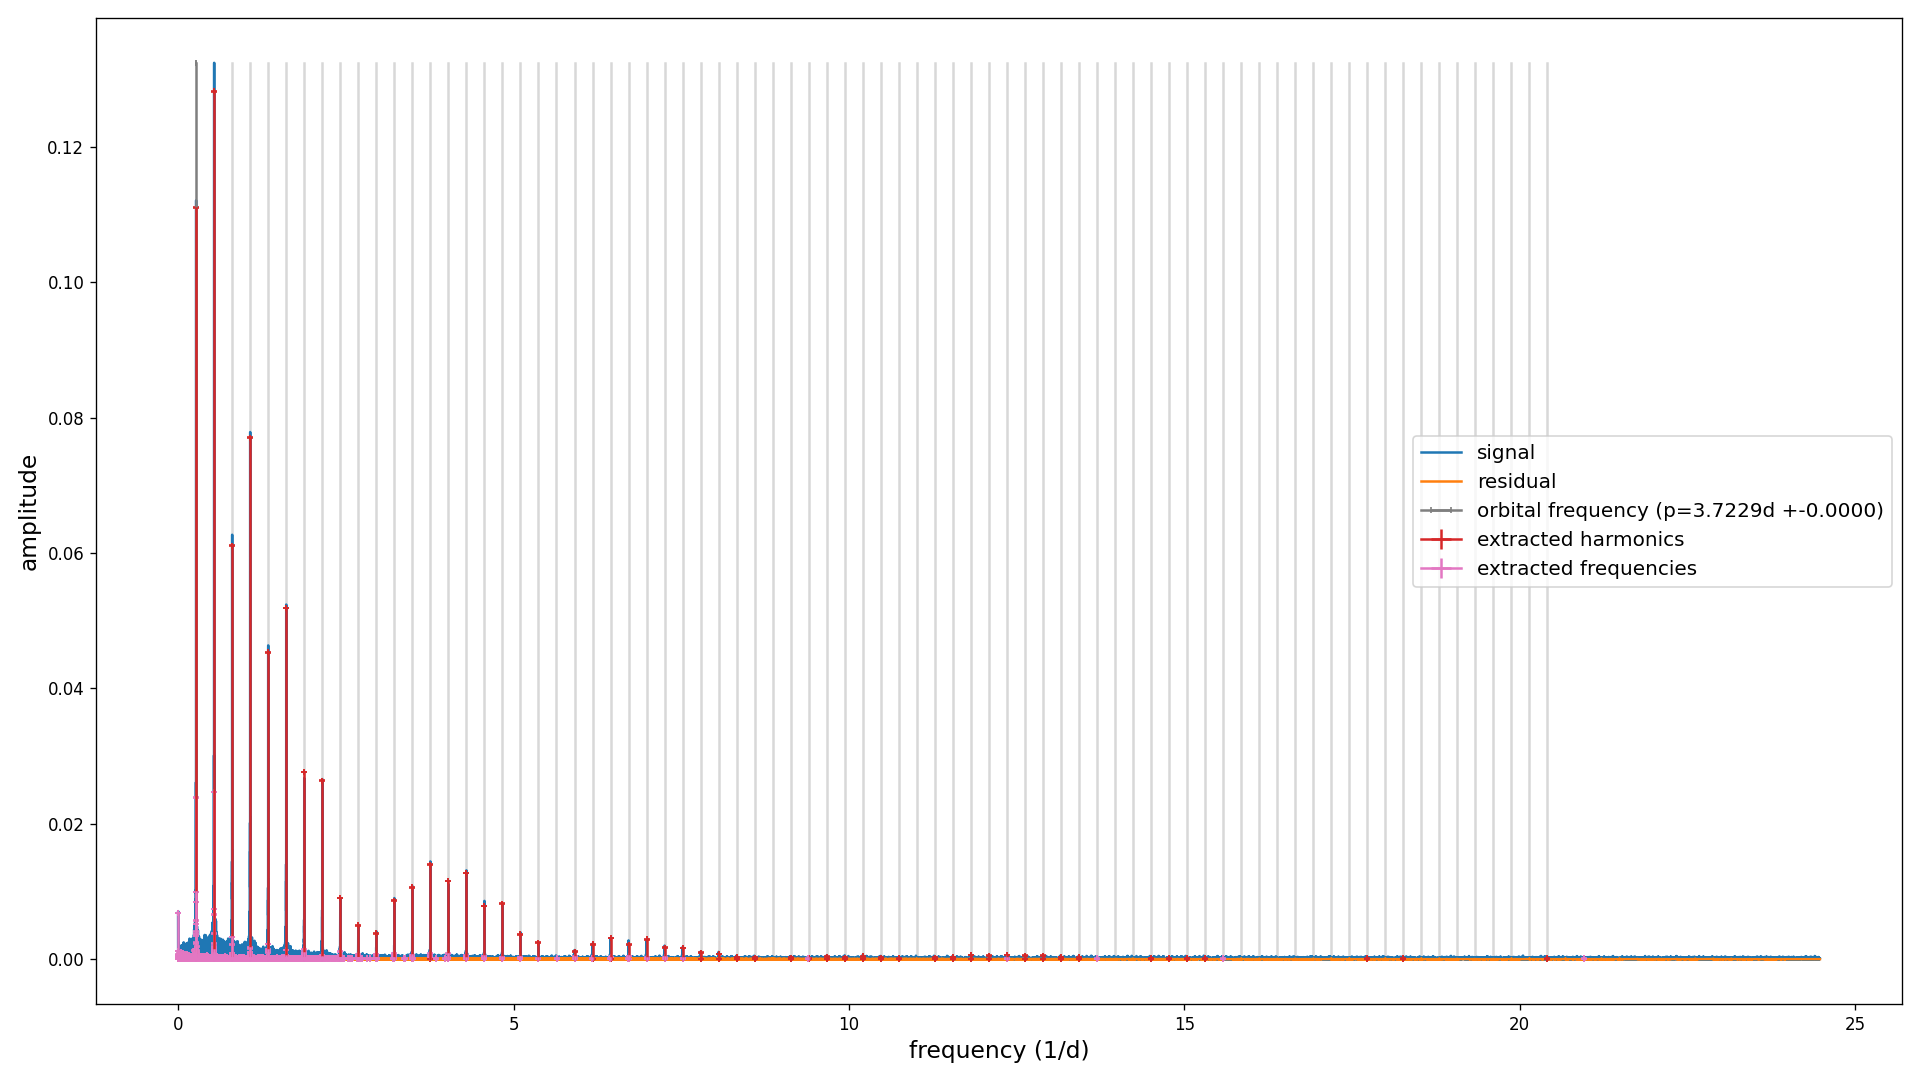 0.12
0.10
0.08
0.06
0.04
0.02
0.00
amplitude
signal
residual
orbital frequency (p=3.7229d +-0.0000)
extracted harmonics
extracted frequencies
0 5 10 15 20 25
frequency (1/d)